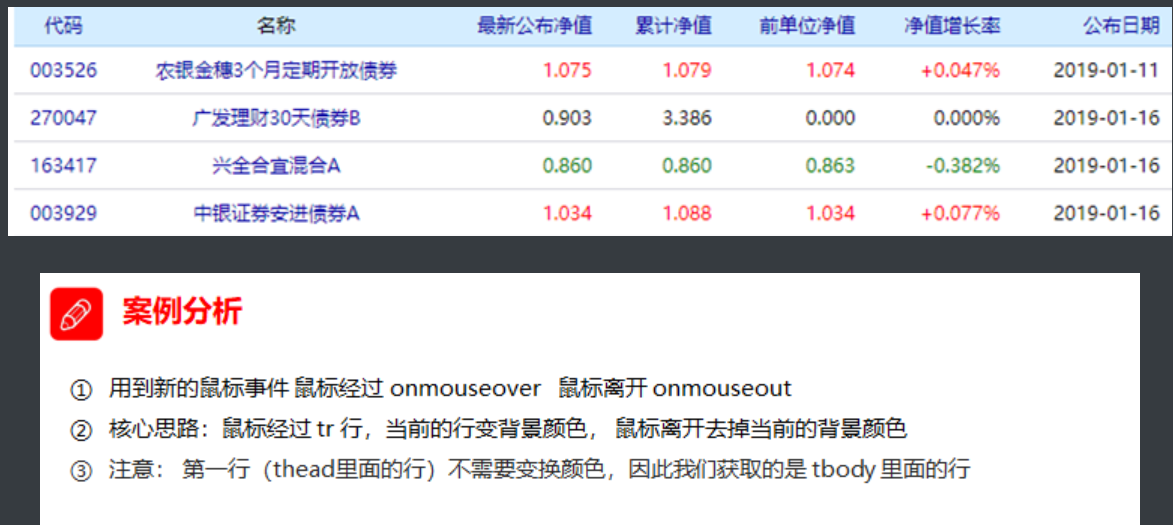 代码 名称 最新公布净值 累计净值 前单位净值 净值增长率 公布日期
003526 农银金穗3个月定期开放债券 1.075 1.079 1.074 +0.047% 2019-01-11
270047 广发理财30天债券B 0.903 3.386 0.000 0.000% 2019-01-16
163417 兴全合宜混合A 0.860 0.860 0.863 -0.382% 2019-01-16
003929 中银证券安进债券A 1.034 1.088 1.034 +0.077% 2019-01-16
案例分析
① 用到新的鼠标事件 鼠标经过 onmouseover 鼠标离开 onmouseout
② 核心思路：鼠标经过 tr 行，当前的行变背景颜色， 鼠标离开去掉当前的背景颜色
③ 注意： 第一行（thead里面的行）不需要变换颜色，因此我们获取的是 tbody 里面的行